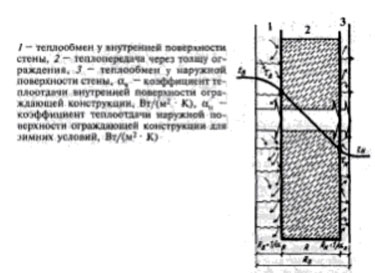 1 – теплообмен у внутренней поверхности
стены, 2 – теплопередача через толщу ог-
раждения, 3 – теплообмен у наружной
поверхности стены, αв – коэффициент те-
плоотдачи внутренней поверхности огра-
ждающей конструкции, Вт/(м² · К), αн –
коэффициент теплоотдачи наружной по-
верхности ограждающей конструкции для
зимних условий, Вт/(м² · К)
1 2 3
tв
tн